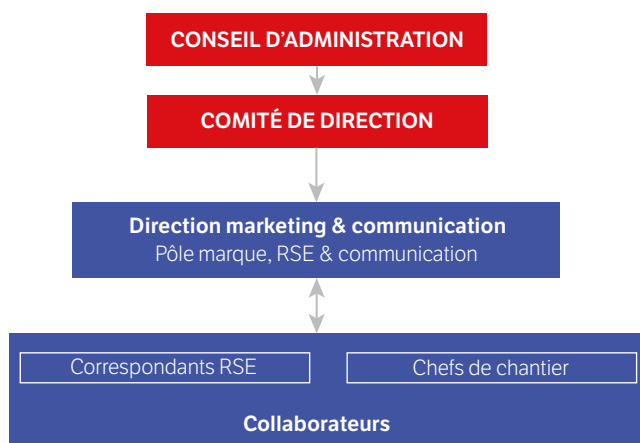 CONSEIL D’ADMINISTRATION
COMITÉ DE DIRECTION
Direction marketing & communication
Pôle marque, RSE & communication
Correspondants RSE
Chefs de chantier
Collaborateurs